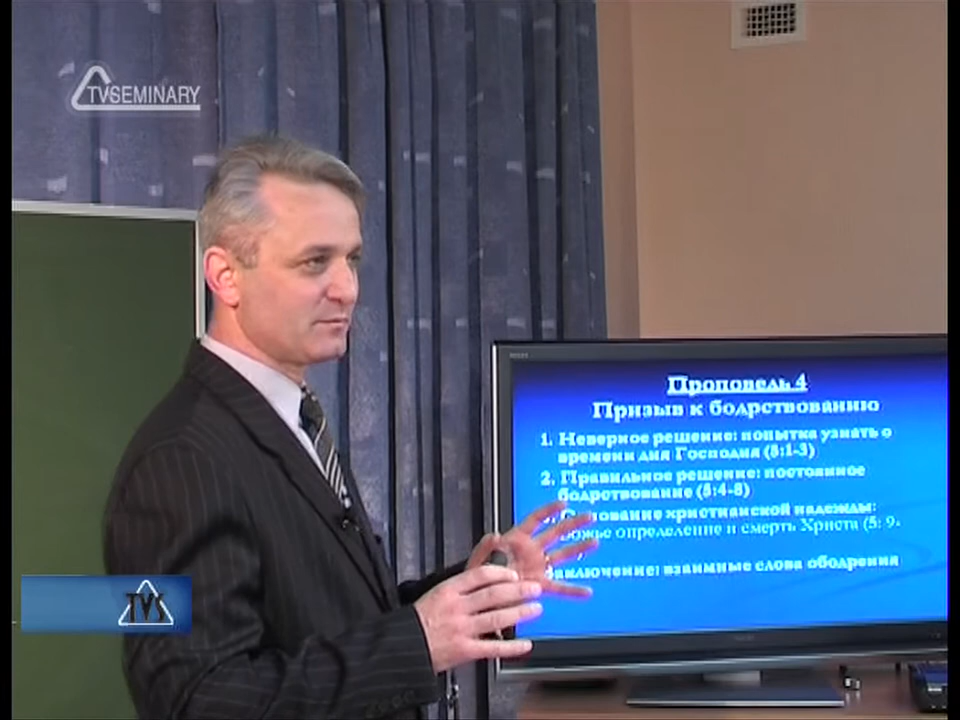 TVSEMINARY
Проповедь 4
Призыв к бодрствованию
1. Неверное решение: попытка узнать о
времени дня Господня (5:1-3)
2. Правильное решение: постоянное
бодрствование (5:4-8)
христианской надежды:
Божье определение и смерть Христа (5: 9-
Заключение: взаимные слова ободрения
TVS